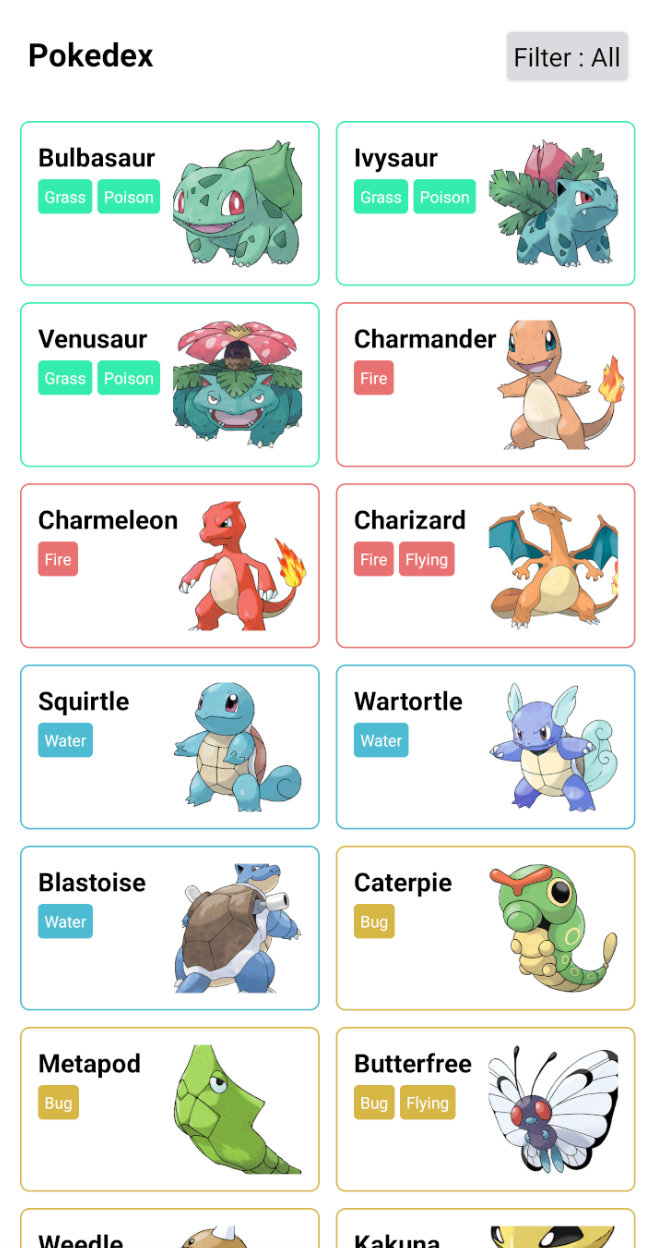 Pokedex
Filter : All
Bulbasaur
Grass Poison
Ivysaur
Grass Poison
Venusaur
Grass Poison
Charmander
Fire
Charmeleon
Fire
Charizard
Fire Flying
Squirtle
Water
Wartortle
Water
Blastoise
Water
Caterpie
Bug
Metapod
Bug
Butterfree
Bug Flying
Weedle
Kakuna